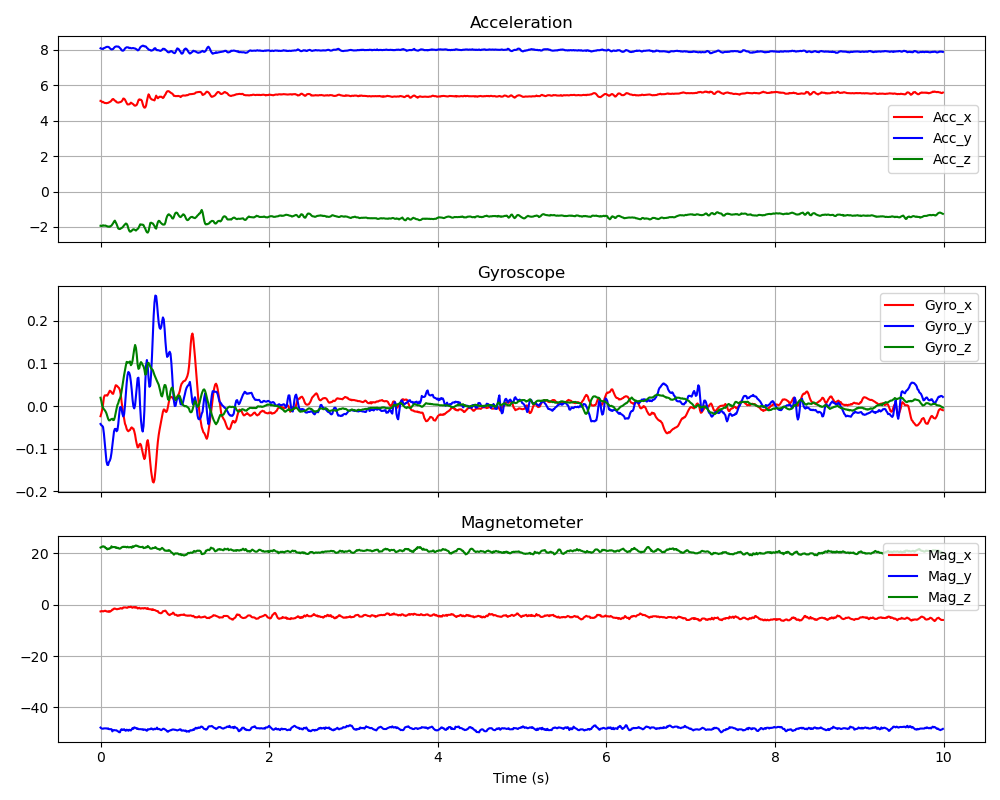 Acceleration
8
6
4
2
0
−2
Acc_x
Acc_y
Acc_z
Gyroscope
0.2
0.1
0.0
−0.1
−0.2
Gyro_x
Gyro_y
Gyro_z
Magnetometer
20
0
−20
−40
Mag_x
Mag_y
Mag_z
0 2 4 6 8 10
Time (s)